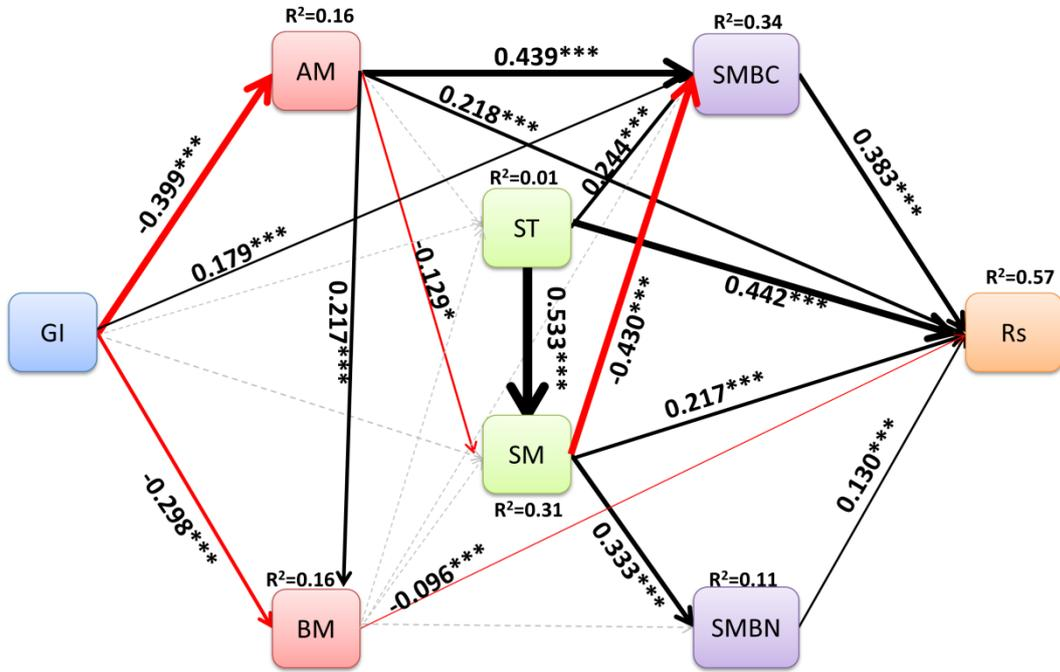 R²=0.16
R²=0.34
AM
0.439***
SMBC
0.218***
0.244***
-0.399***
R²=0.01
0.383***
ST
0.179***
-0.129*
0.442***
R²=0.57
GI
0.217***
0.533***
-0.430***
Rs
0.217***
SM
R²=0.31
0.130***
-0.298***
0.333***
-0.096***
R²=0.16
R²=0.11
BM
SMBN